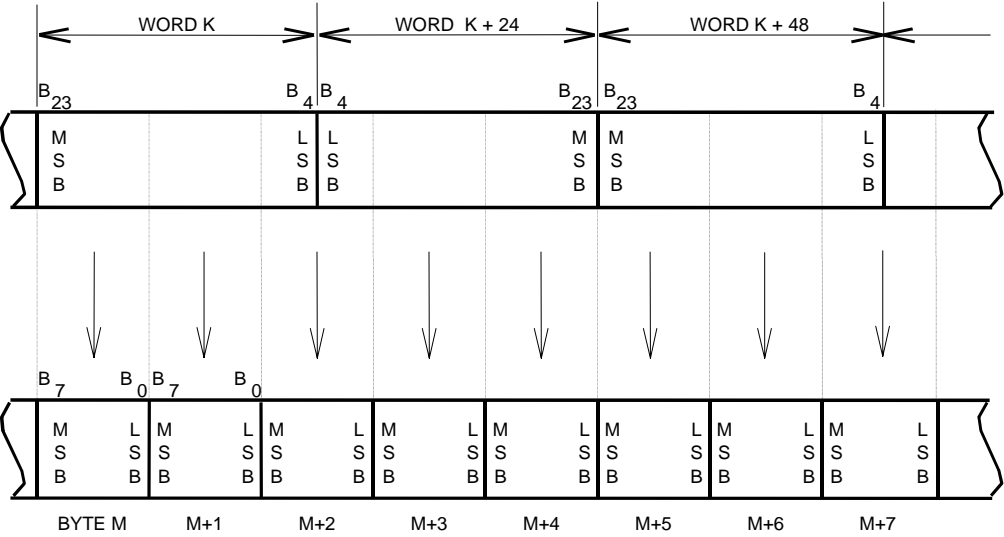 WORD K WORD K + 24 WORD K + 48
B23 B4 B4 B23 B23 B4
M L L M M L
S S S S S S
B B B B B B
B7 B0 B7 B0
M L M L M L M L M L M L M L M L
S S S S S S S S S S S S S S S S
B B B B B B B B B B B B B B B B
BYTE M M+1 M+2 M+3 M+4 M+5 M+6 M+7